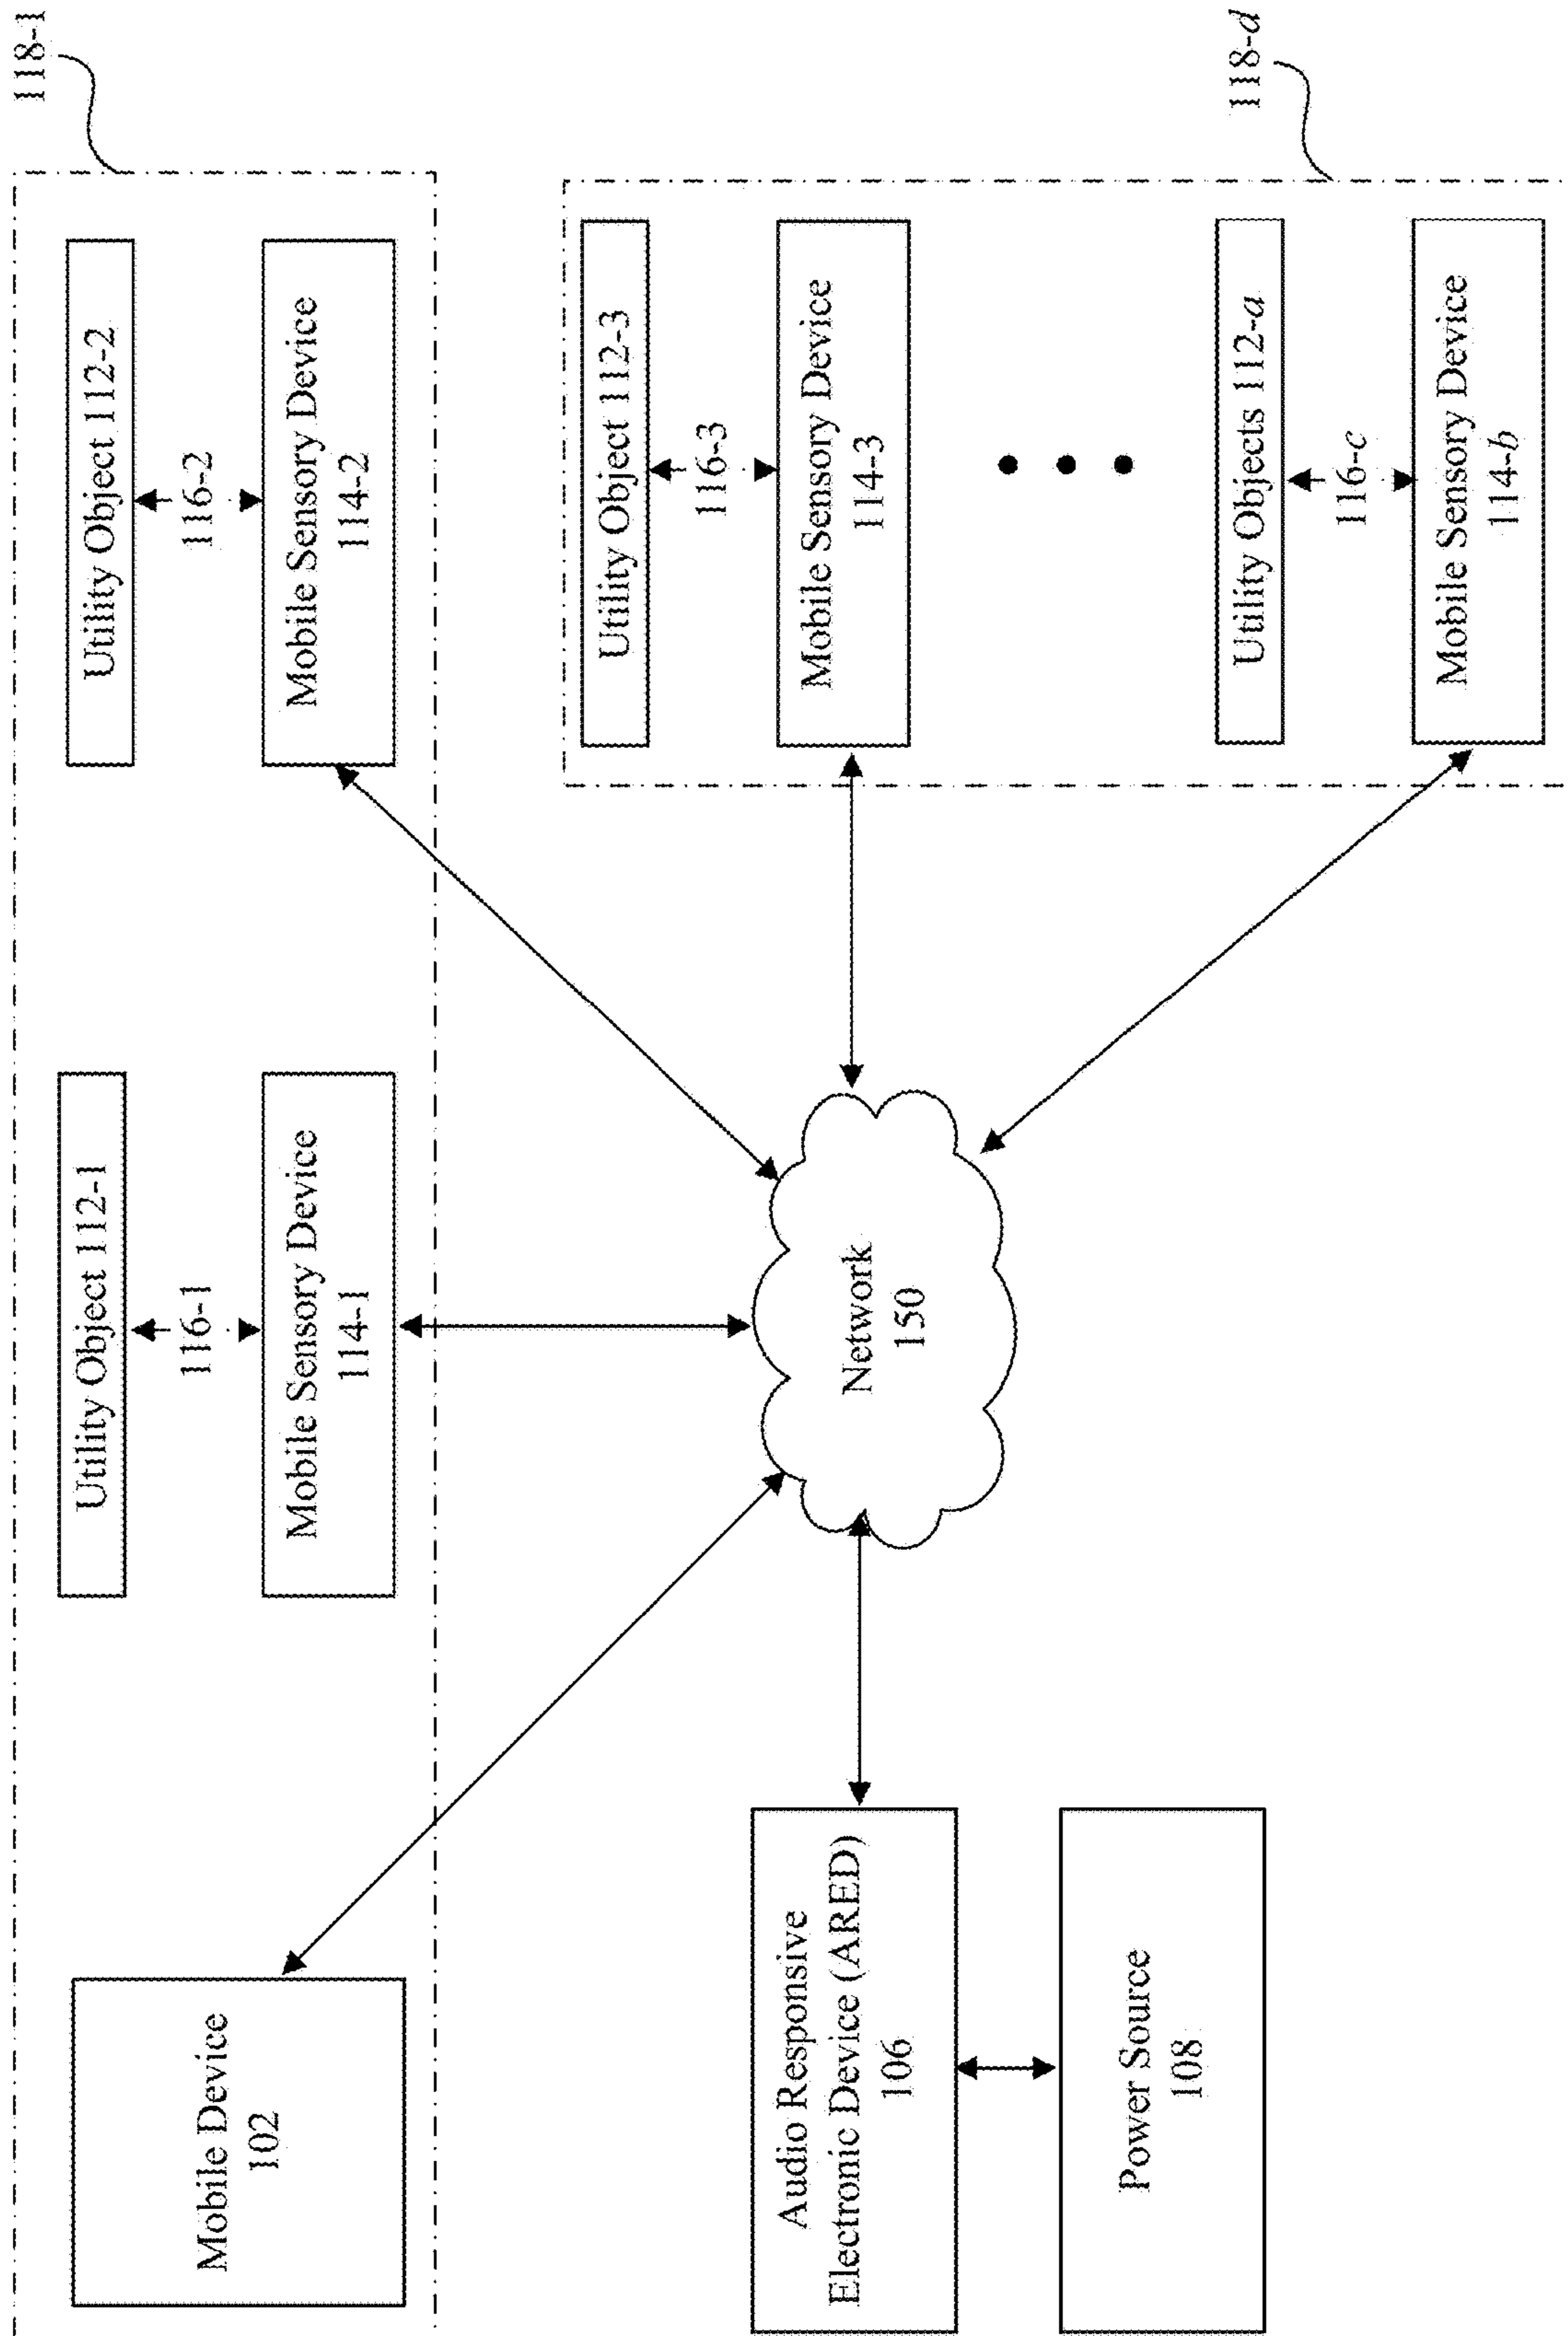 118-1
Mobile Device
102
Utility Object 112-1
116-1
Mobile Sensory Device
114-1
Utility Object 112-2
116-2
Mobile Sensory Device
114-2
118-d
Utility Object 112-3
116-3
Mobile Sensory Device
114-3
Utility Objects 112-a
116-c
Mobile Sensory Device
114-b
Network
150
Audio Responsive
Electronic Device (ARED)
106
Power Source
108